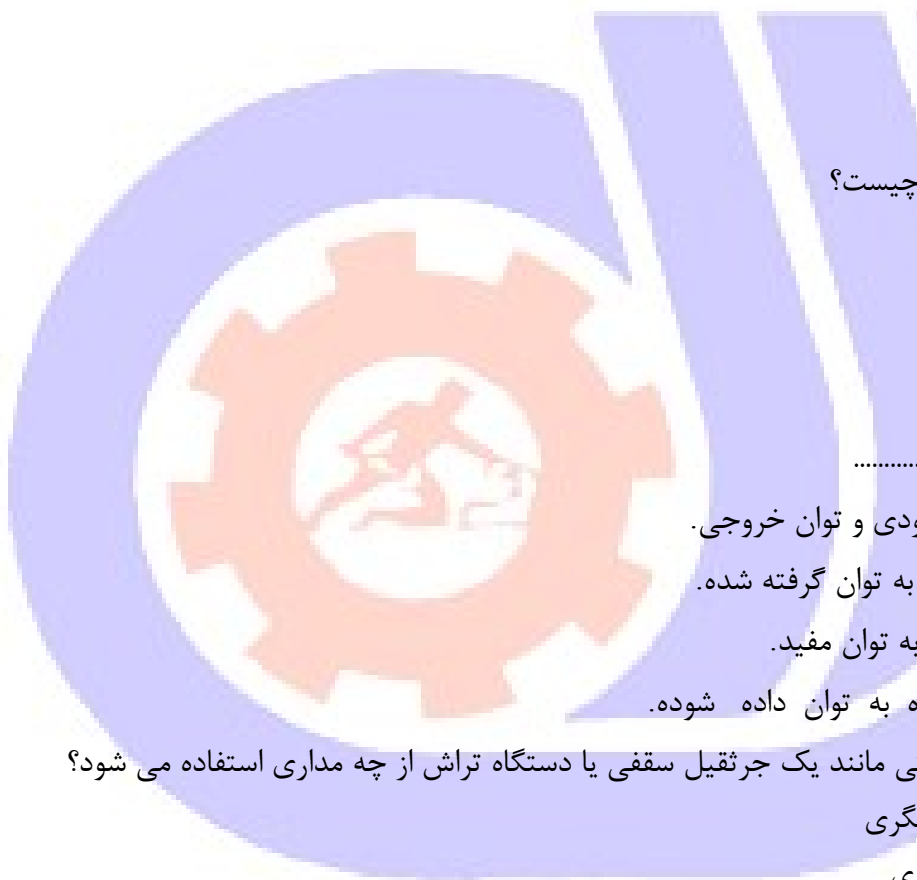 چیست؟
............
ودی و توان خروجی.
به توان گرفته شده.
به توان مفید.
ه به توان داده شوده.
ی مانند یک جرثقیل سقفی یا دستگاه تراش از چه مداری استفاده می شود؟
گری